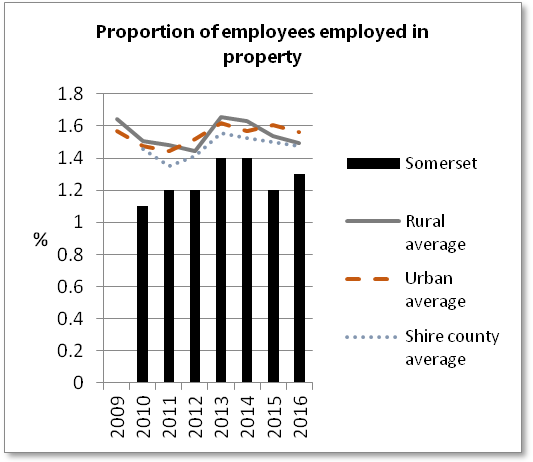 Proportion of employees employed in
property
1.8
1.6
1.4
1.2
1
0.8
0.6
0.4
0.2
0
%
2009
2010
2011
2012
2013
2014
2015
2016
Somerset
Rural
average
Urban
average
Shire county
average